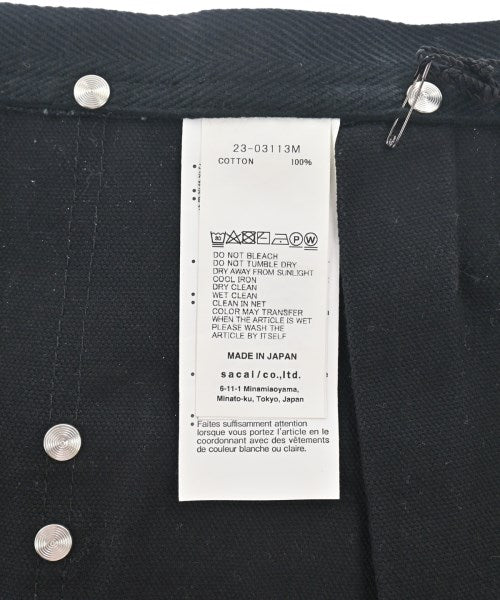 23-03113M
COTTON 100%
DO NOT BLEACH
DO NOT TUMBLE DRY
DRY AWAY FROM SUNLIGHT
COOL IRON
DRY CLEAN
WET CLEAN
CLEAN IN NET
COLOR MAY TRANSFER
WHEN THE ARTICLE IS WET
PLEASE WASH THE
ARTICLE BY ITSELF
MADE IN JAPAN
sacai/co.,ltd.
6-11-1 Minamiaoyama,
Minato-ku, Tokyo, Japan
Faites suffisamment attention
lorsque vous portez l'article en le
coordonnant avec des vêtements
de couleur blanche ou claire.